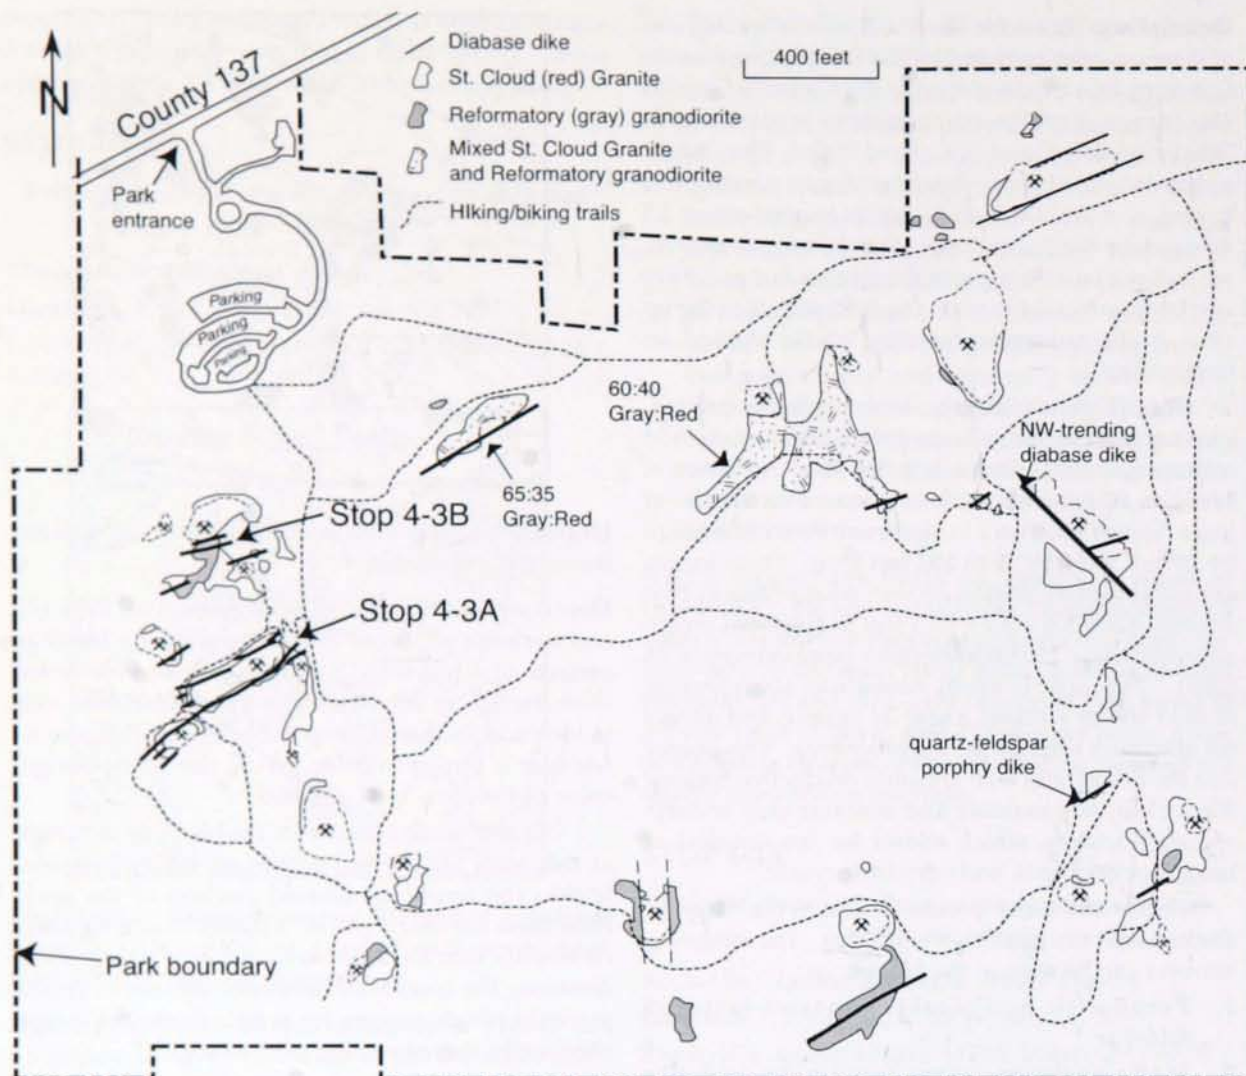 N
County 137
Park
entrance
Diabase dike
St. Cloud (red) Granite
Reformatory (gray) granodiorite
Mixed St. Cloud Granite
and Reformatory granodiorite
HIking/biking trails
400 feet
Parking
Parking
Parking
60:40
Gray:Red
65:35
Gray:Red
NW-trending
diabase dike
Stop 4-3B
Stop 4-3A
quartz-feldspar
porphry dike
Park boundary